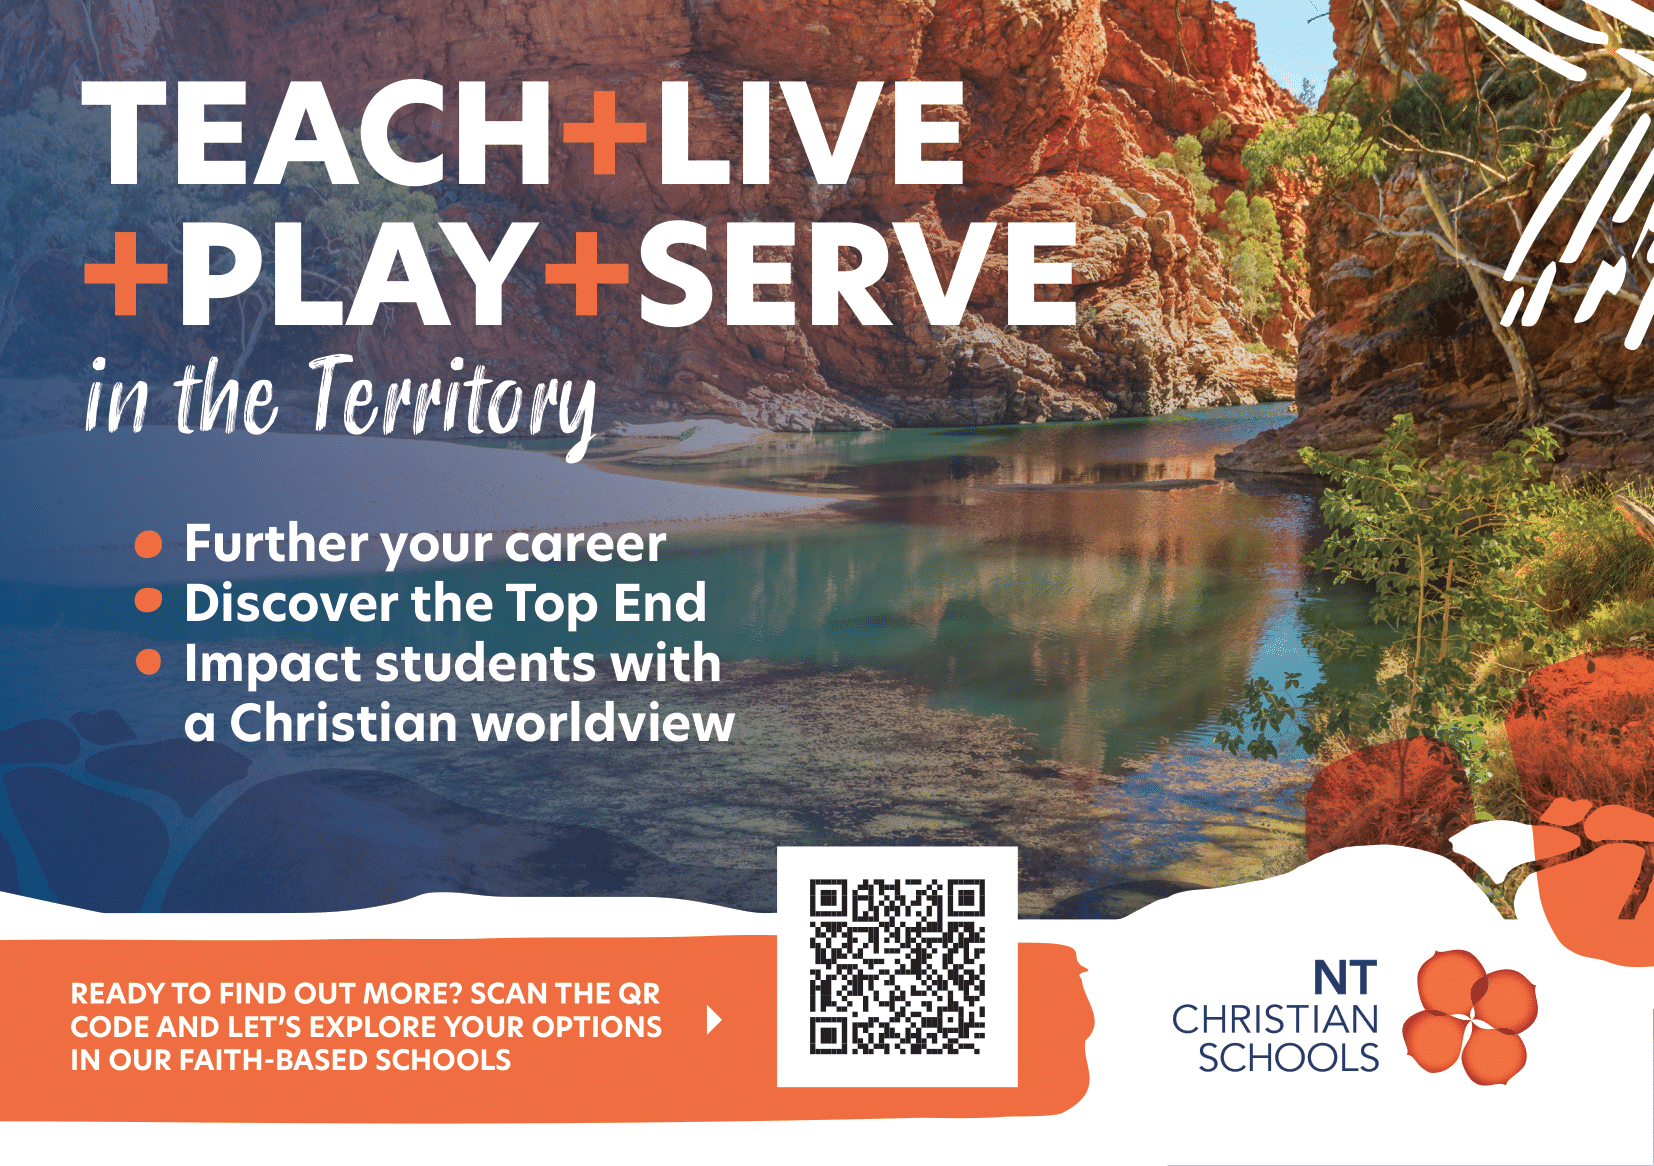 TEACH+LIVE
+PLAY+SERVE
in the Territory
Further your career
Discover the Top End
Impact students with
a Christian worldview
READY TO FIND OUT MORE? SCAN THE QR
CODE AND LET'S EXPLORE YOUR OPTIONS
IN OUR FAITH-BASED SCHOOLS
NT
CHRISTIAN
SCHOOLS